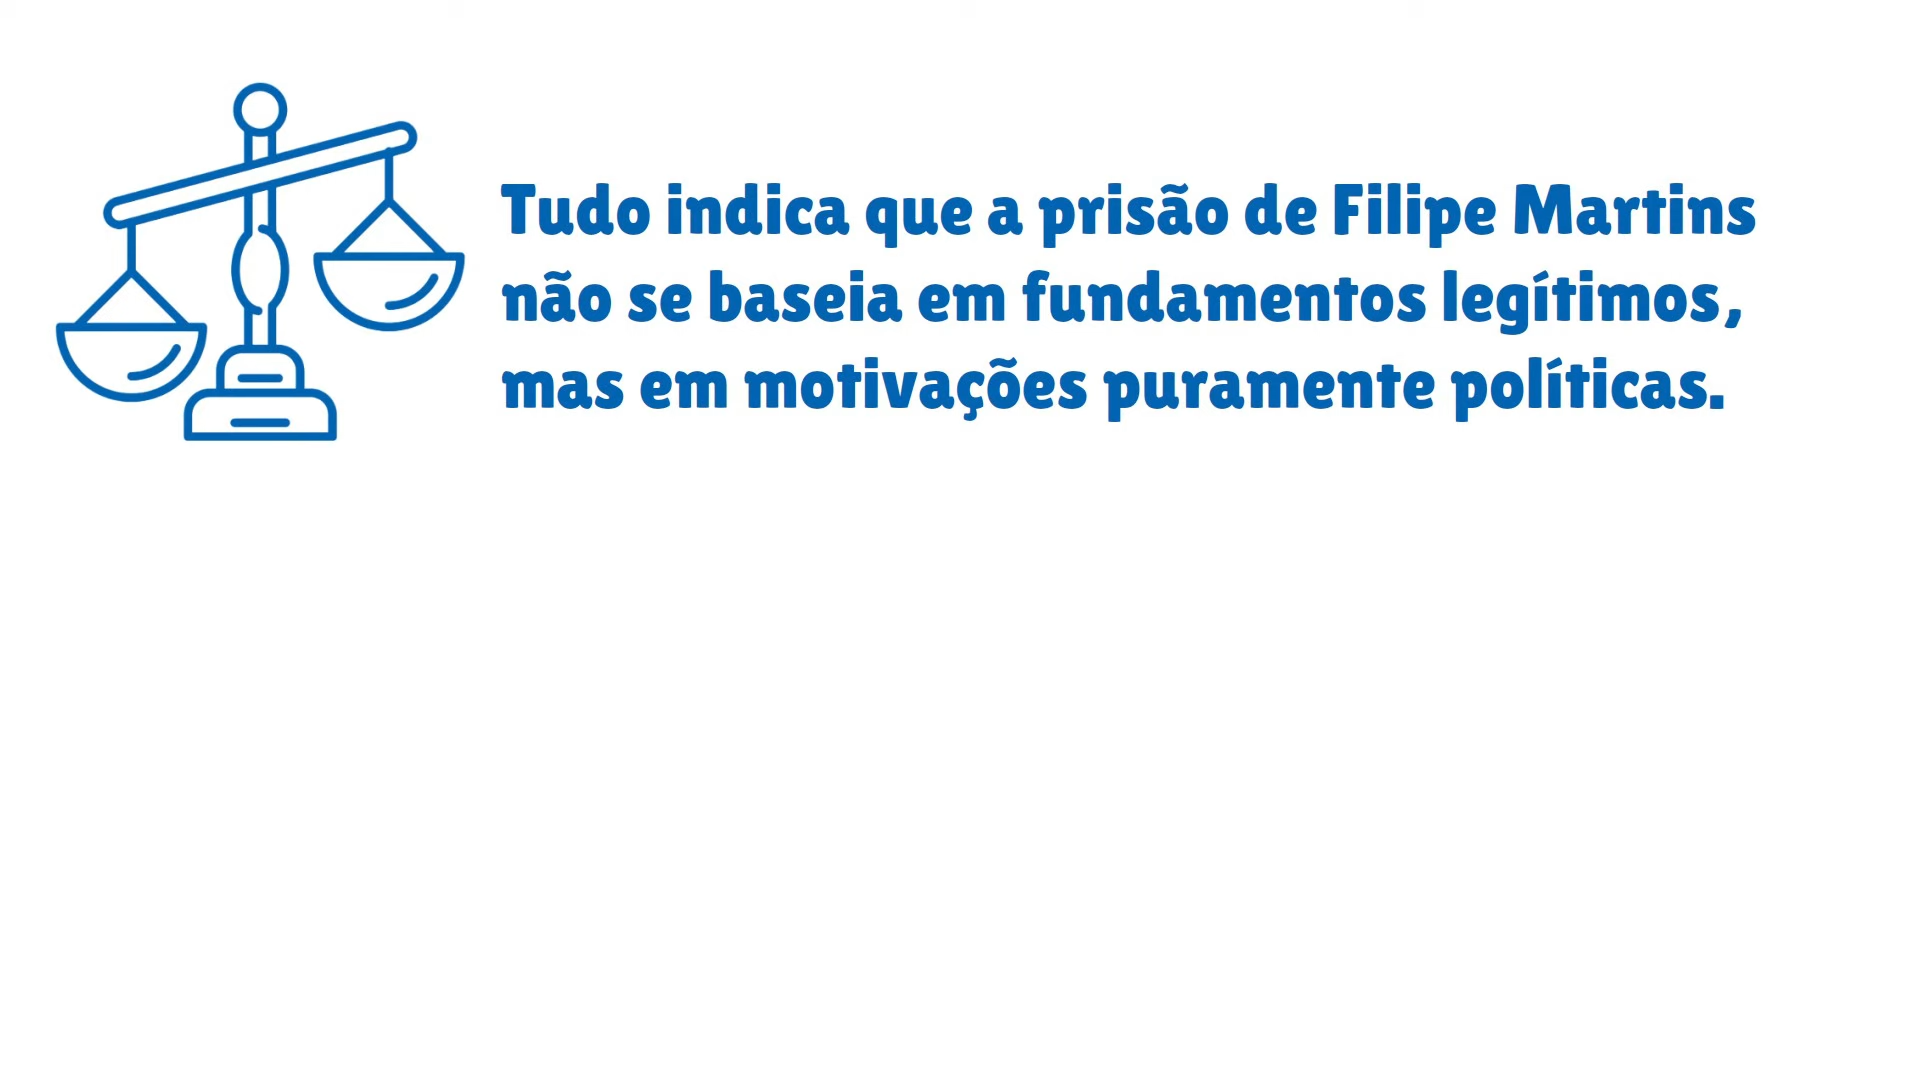 Tudo indica que a prisão de Filipe Martins
não se baseia em fundamentos legítimos,
mas em motivações puramente políticas.